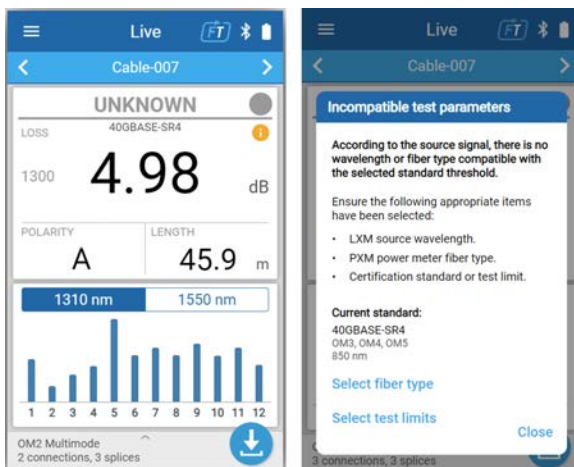 Live
FT
Cable-007
UNKNOWN
40GBASE-SR4
LOSS
1300
4.98
dB
POLARITY
A
LENGTH
45.9 m
1310 nm
1550 nm
1 2 3 4 5 6 7 8 9 10 11 12
OM2 Multimode
2 connections, 3 splices
Live
FT
Cable-007
Incompatible test parameters
According to the source signal, there is no
wavelength or fiber type compatible with
the selected standard threshold.
Ensure the following appropriate items
have been selected:
• LXM source wavelength.
• PXM power meter fiber type.
• Certification standard or test limit.
Current standard:
40GBASE-SR4
OM3, OM4, OM5
850 nm
Select fiber type
Select test limits
Close
3 connections, 3 splices